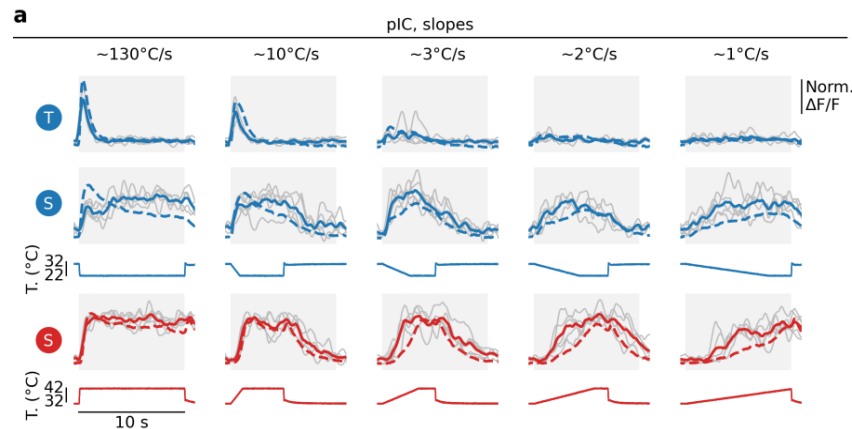 a
pIC, slopes
~130°C/s ~10°C/s ~3°C/s ~2°C/s ~1°C/s
T
Norm.
ΔF/F
S
T. (°C)
32
22
S
T. (°C)
42
32
10 s